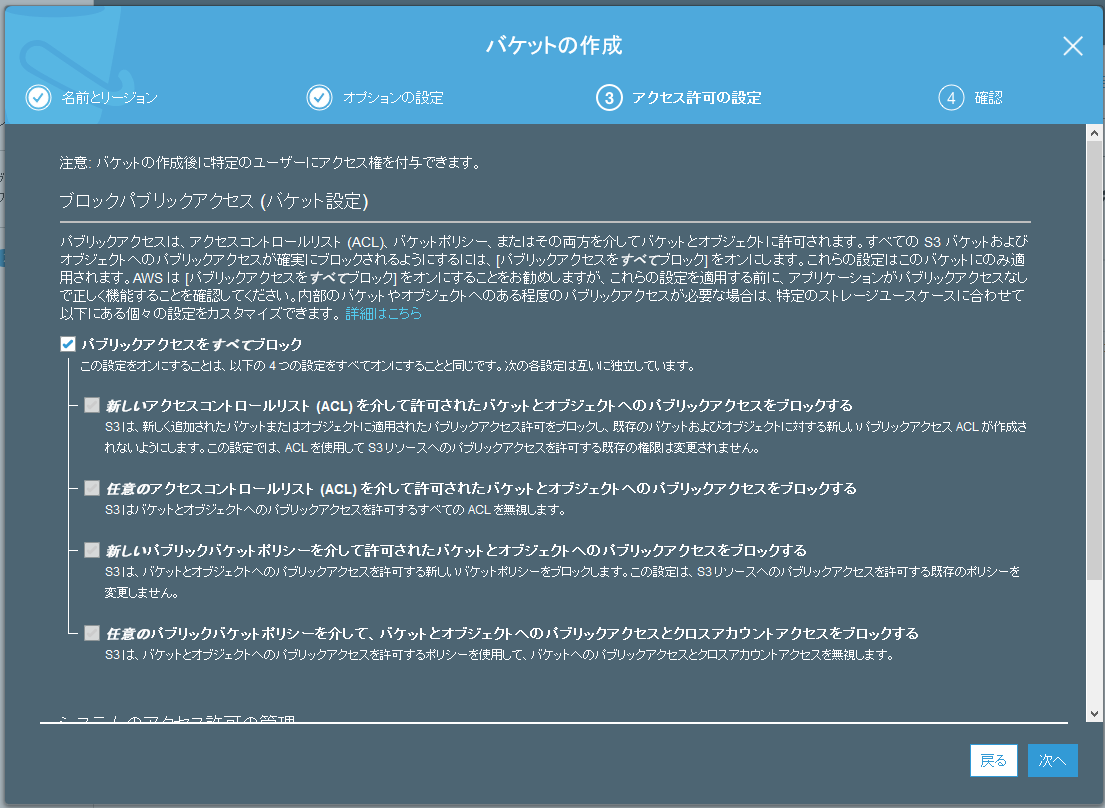 バケットの作成
名前とリージョン
オプションの設定
3 アクセス許可の設定
4 確認
注意: バケットの作成後に特定のユーザーにアクセス権を付与できます。
ブロックパブリックアクセス (バケット設定)
パブリックアクセスは、アクセスコントロールリスト (ACL)、バケットポリシー、またはその両方を介してバケットとオブジェクトに許可されます。すべての S3 バケットおよび
オブジェクトへのパブリックアクセスが確実にブロックされるようにするには、[パブリックアクセスをすべてブロック] をオンにします。これらの設定はこのバケットにのみ適
用されます。AWS は [パブリックアクセスをすべてブロック] をオンにすることをお勧めしますが、これらの設定を適用する前に、アプリケーションがパブリックアクセスなし
で正しく機能することを確認してください。内部のバケットやオブジェクトへのある程度のパブリックアクセスが必要な場合は、特定のストレージユースケースに合わせて
以下にある個々の設定をカスタマイズできます。 詳細はこちら
パブリックアクセスをすべてブロック
この設定をオンにすることは、以下の 4 つの設定をすべてオンにすることと同じです。次の各設定は互いに独立しています。
新しいアクセスコントロールリスト (ACL) を介して許可されたバケットとオブジェクトへのパブリックアクセスをブロックする
S3 は、新しく追加されたバケットまたはオブジェクトに適用されたパブリックアクセス許可をブロックし、既存のバケットおよびオブジェクトに対する新しいパブリックアクセス ACL が作成さ
れないようにします。この設定では、ACL を使用して S3 リソースへのパブリックアクセスを許可する既存の権限は変更されません。
任意のアクセスコントロールリスト (ACL) を介して許可されたバケットとオブジェクトへのパブリックアクセスをブロックする
S3 はバケットとオブジェクトへのパブリックアクセスを許可するすべての ACL を無視します。
新しいパブリックバケットポリシーを介して許可されたバケットとオブジェクトへのパブリックアクセスをブロックする
S3 は、バケットとオブジェクトへのパブリックアクセスを許可する新しいバケットポリシーをブロックします。この設定は、S3 リソースへのパブリックアクセスを許可する既存のポリシーを
変更しません。
任意のパブリックバケットポリシーを介して、バケットとオブジェクトへのパブリックアクセスとクロスアカウントアクセスをブロックする
S3 は、バケットとオブジェクトへのパブリックアクセスを許可するポリシーを使用して、バケットへのパブリックアクセスとクロスアカウントアクセスを無視します。
システムのアクセス許可の管理
戻る
次へ